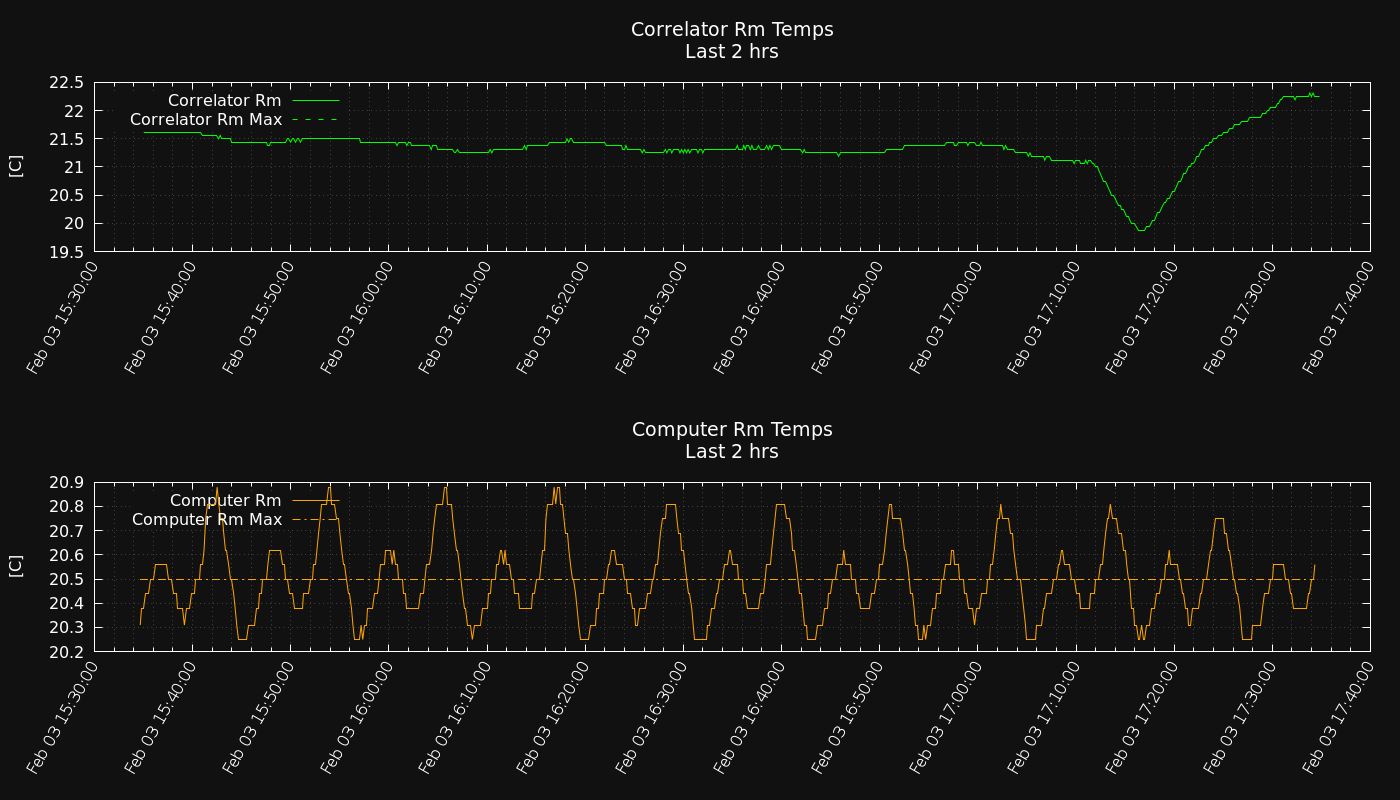 Correlator Rm Temps
Last 2 hrs
22.5
22
21.5
21
20.5
20
19.5
[C]
Correlator Rm
Correlator Rm Max
Feb 03 15:30:00
Feb 03 15:40:00
Feb 03 15:50:00
Feb 03 16:00:00
Feb 03 16:10:00
Feb 03 16:20:00
Feb 03 16:30:00
Feb 03 16:40:00
Feb 03 16:50:00
Feb 03 17:00:00
Feb 03 17:10:00
Feb 03 17:20:00
Feb 03 17:30:00
Feb 03 17:40:00
Computer Rm Temps
Last 2 hrs
20.9
20.8
20.7
20.6
20.5
20.4
20.3
20.2
[C]
Computer Rm
Computer Rm Max
Feb 03 15:30:00
Feb 03 15:40:00
Feb 03 15:50:00
Feb 03 16:00:00
Feb 03 16:10:00
Feb 03 16:20:00
Feb 03 16:30:00
Feb 03 16:40:00
Feb 03 16:50:00
Feb 03 17:00:00
Feb 03 17:10:00
Feb 03 17:20:00
Feb 03 17:30:00
Feb 03 17:40:00